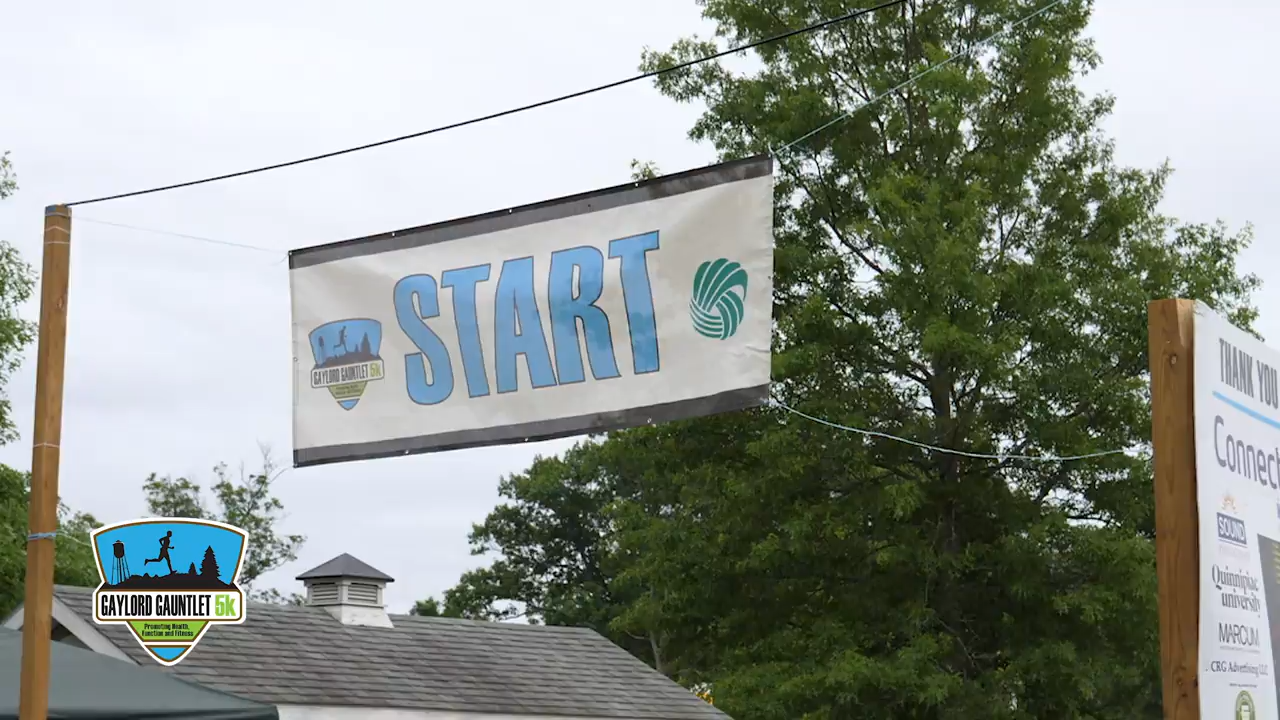 START
GAYLORD GAUNTLET 5K
THANK YOU
Connect
SOUND
Quinnipiac
university
MARCUM
CRG Advertising LLC
GAYLORD GAUNTLET 5k
Promoting Health,
Function and Fitness